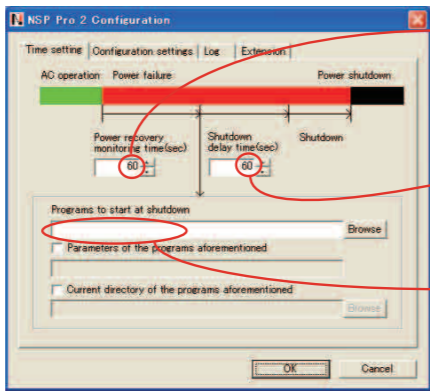 NSP Pro 2 Configuration
Time setting Configuration settings Log Extension
AC operation Power failure Power shutdown
Power recovery monitoring time(sec)
Shutdown delay time(sec)
Shutdown
60
60
Programs to start at shutdown
Browse
Parameters of the programs aforementioned
Current directory of the programs aforementioned
Browse
OK Cancel